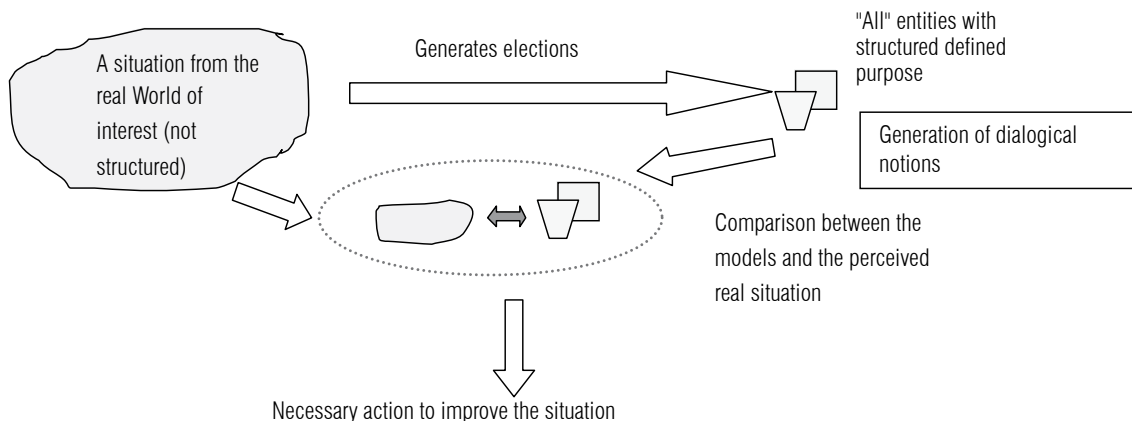 A situation from the
real World of
interest (not
structured)
Generates elections
"All" entities with
structured defined
purpose
Generation of dialogical
notions
Comparison between the
models and the perceived
real situation
Necessary action to improve the situation